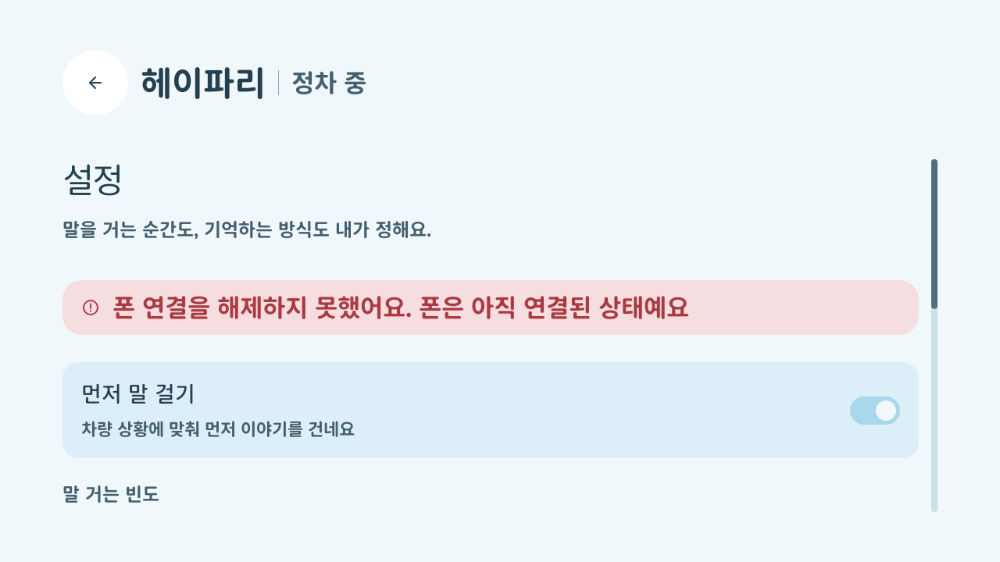 헤이파리
정차 중
설정
말을 거는 순간도, 기억하는 방식도 내가 정해요.
폰 연결을 해제하지 못했어요. 폰은 아직 연결된 상태예요
먼저 말 걸기
차량 상황에 맞춰 먼저 이야기를 건네요
말 거는 빈도